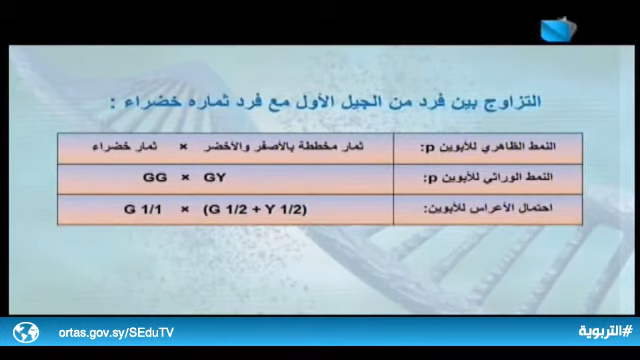 التزاوج بين فرد من الجيل الأول مع فرد ثماره خضراء :
النمط الظاهري للأبوين p: ثمار مخططة بالأصفر والأخضر × ثمار خضراء
النمط الوراثي للأبوين p: GY × GG
احتمال الأعراس للأبوين: (G 1/2 + Y 1/2) × G 1/1
#التربوية
ortas.gov.sy/SEduTV